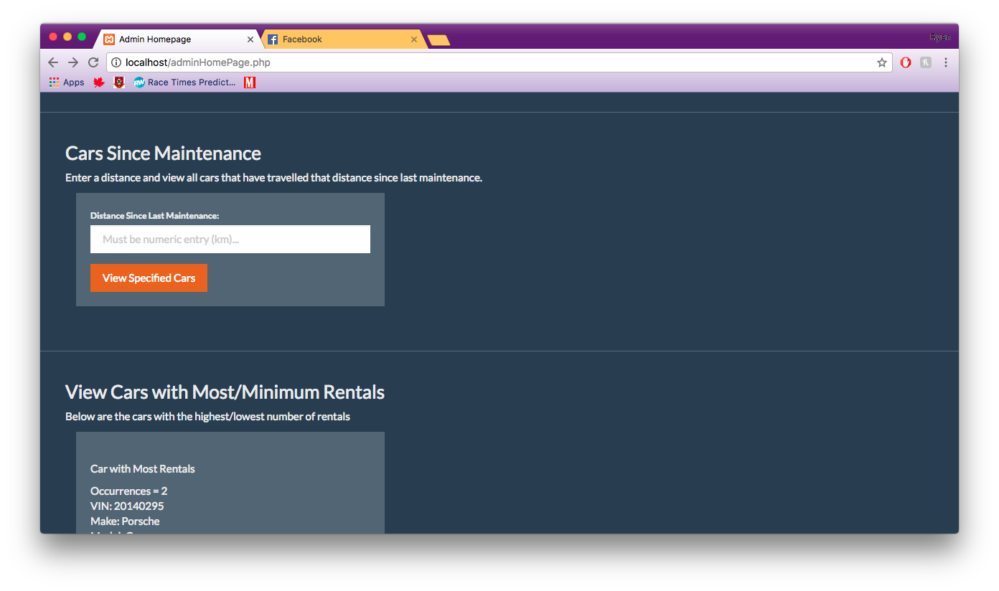 Admin Homepage
Facebook
Ryan
localhost/adminHomePage.php
Apps
RW Race Times Predict...
M
Cars Since Maintenance
Enter a distance and view all cars that have travelled that distance since last maintenance.
Distance Since Last Maintenance:
Must be numeric entry (km)...
View Specified Cars
View Cars with Most/Minimum Rentals
Below are the cars with the highest/lowest number of rentals
Car with Most Rentals
Occurrences = 2
VIN: 20140295
Make: Porsche